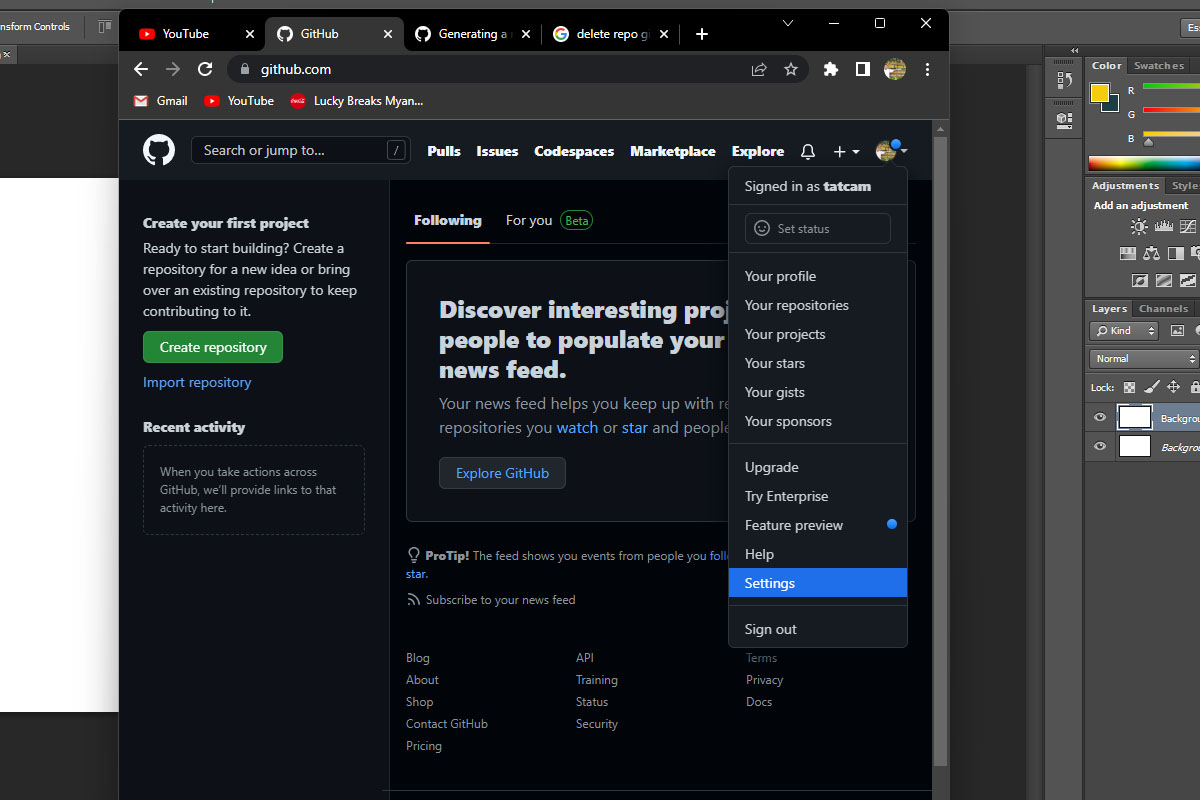 nsform Controls
YouTube
GitHub
Generating a
delete repo gi
github.com
Gmail
YouTube
Lucky Breaks Myan...
Search or jump to...
/
Pulls
Issues
Codespaces
Marketplace
Explore
Signed in as tatcam
Set status
Your profile
Your repositories
Your projects
Your stars
Your gists
Your sponsors
Upgrade
Try Enterprise
Feature preview
Help
Settings
Sign out
Create your first project
Ready to start building? Create a
repository for a new idea or bring
over an existing repository to keep
contributing to it.
Create repository
Import repository
Recent activity
When you take actions across
GitHub, we'll provide links to that
activity here.
Following
For you
Beta
Discover interesting proj
people to populate your
news feed.
Your news feed helps you keep up with re
repositories you watch or star and people
Explore GitHub
ProTip! The feed shows you events from people you foll
star.
Subscribe to your news feed
Blog
About
Shop
Contact GitHub
Pricing
API
Training
Status
Security
Terms
Privacy
Docs
Ess
Color
Swatches
R
G
B
Adjustments
Style
Add an adjustment
Layers
Channels
Kind
Normal
Lock:
Backgrou
Backgrou